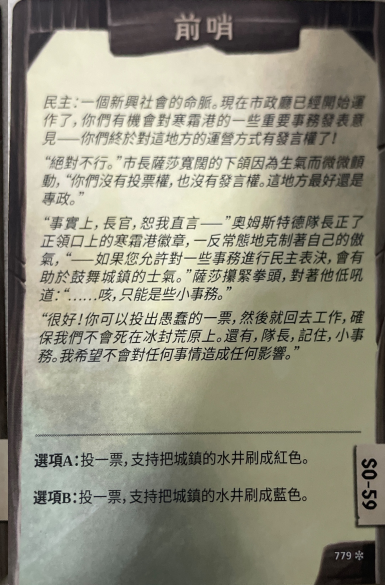 前哨
民主：一個新興社會的命脈。現在市政廳已經開始運
作了，你們有機會對寒霜港的一些重要事務發表意
見——你們終於對這地方的運營方式有發言權了！
“絕對不行。”市長薩莎寬闊的下頜因為生氣而微微顫
動，“你們沒有投票權，也沒有發言權。這地方最好還是
專政。”
“事實上，長官，恕我直言——”奧姆斯特德隊長正了
正領口上的寒霜港徽章，一反常態地克制著自己的傲
氣，“——如果您允許對一些事務進行民主表決，會有
助於鼓舞城鎮的士氣。”薩莎攥緊拳頭，對著他低吼
道：“……咳，只能是些小事務。”
“很好！你可以投出愚蠢的一票，然後就回去工作，確
保我們不會死在冰封荒原上。還有，隊長，記住，小事
務。我希望不會對任何事情造成任何影響。”
選項A：投一票，支持把城鎮的水井刷成紅色。
選項B：投一票，支持把城鎮的水井刷成藍色。
S0-59
779